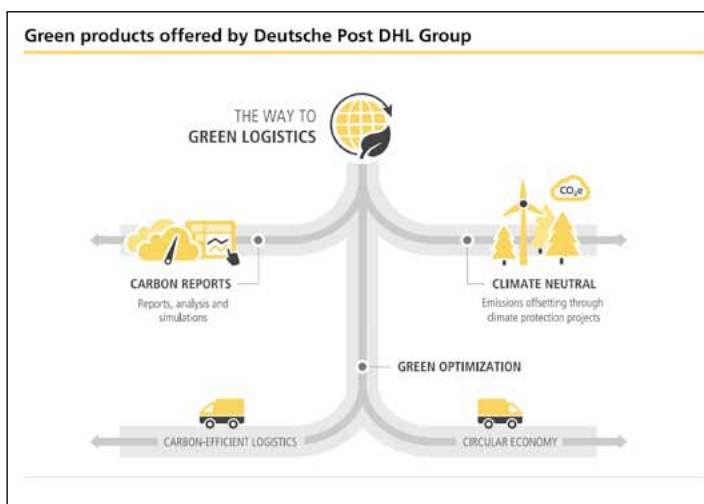 Green products offered by Deutsche Post DHL Group
THE WAY TO
GREEN LOGISTICS
CO₂e
CARBON REPORTS
Reports, analysis and
simulations
CLIMATE NEUTRAL
Emissions offsetting through
climate protection projects
GREEN OPTIMIZATION
CARBON-EFFICIENT LOGISTICS
CIRCULAR ECONOMY